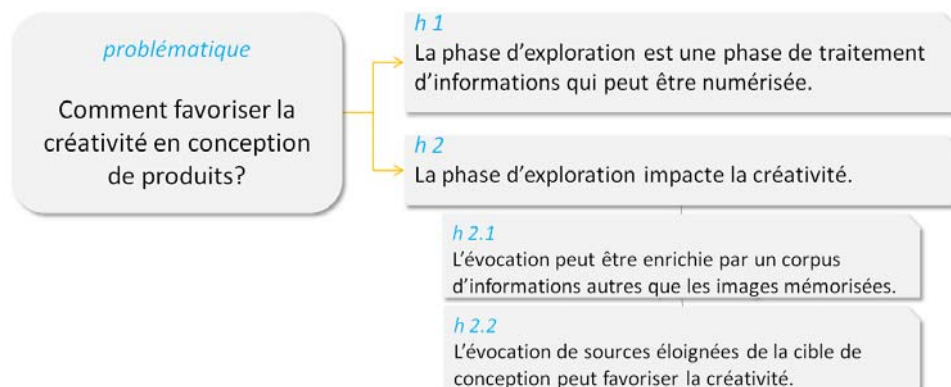 problématique
Comment favoriser la
créativité en conception
de produits?
h 1
La phase d’exploration est une phase de traitement
d’informations qui peut être numérisée.
h 2
La phase d’exploration impacte la créativité.
h 2.1
L’évocation peut être enrichie par un corpus
d’informations autres que les images mémorisées.
h 2.2
L’évocation de sources éloignées de la cible de
conception peut favoriser la créativité.